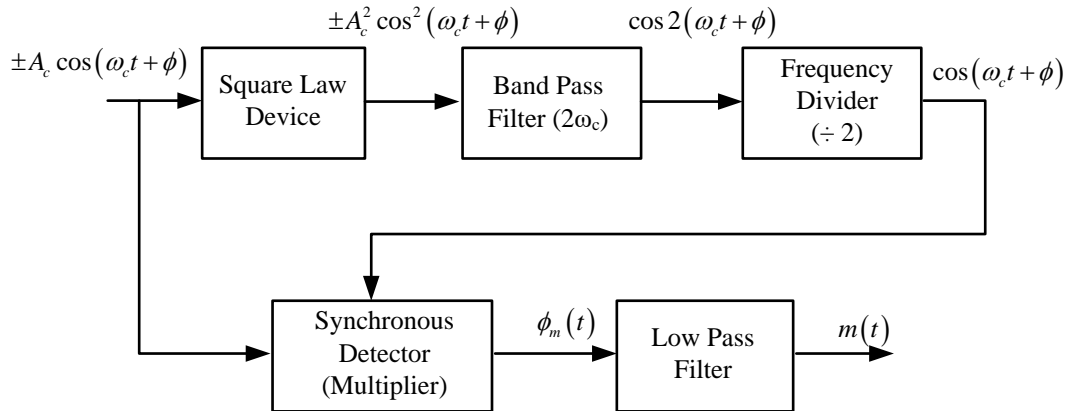 ±A_c cos(ω_c t + ϕ)
Square Law
Device
±A_c^2 cos^2(ω_c t + ϕ)
Band Pass
Filter (2ω_c)
cos 2(ω_c t + ϕ)
Frequency
Divider
(÷ 2)
cos(ω_c t + ϕ)
Synchronous
Detector
(Multiplier)
ϕ_m(t)
Low Pass
Filter
m(t)